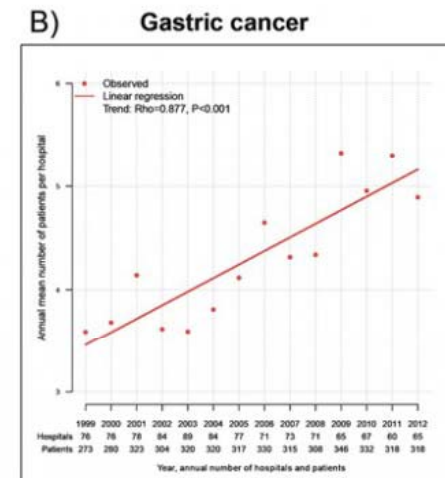 B) Gastric cancer
6
Observed
Linear regression
Trend: Rho=0.877, P<0.001
Annual mean number of patients per hospital
5
4
3
1999 2000 2001 2002 2003 2004 2005 2006 2007 2008 2009 2010 2011 2012
Hospitals 76 76 78 84 89 84 77 71 73 71 65 67 60 65
Patients 273 280 323 304 320 320 317 330 315 308 346 332 318 318
Year, annual number of hospitals and patients